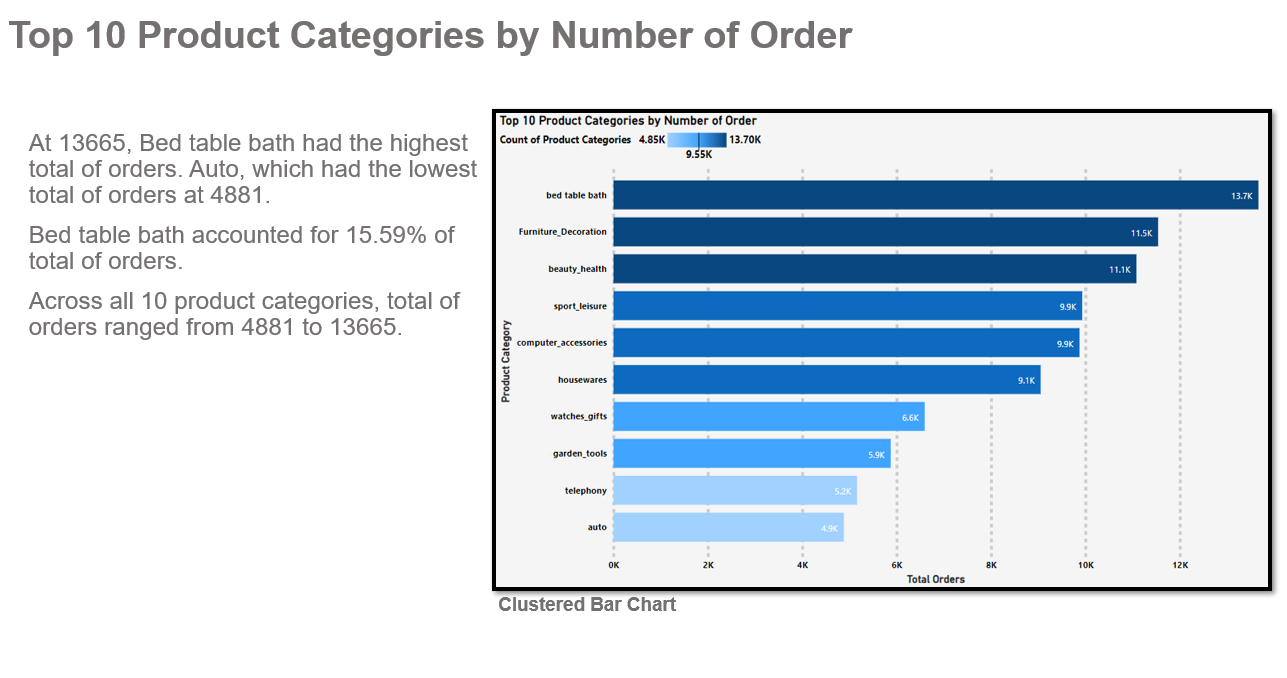 Top 10 Product Categories by Number of Order
At 13665, Bed table bath had the highest
total of orders. Auto, which had the lowest
total of orders at 4881.
Bed table bath accounted for 15.59% of
total of orders.
Across all 10 product categories, total of
orders ranged from 4881 to 13665.
Top 10 Product Categories by Number of Order
Count of Product Categories 4.85K 13.70K
9.55K
Product Category
bed table bath 13.7K
Furniture_Decoration 11.5K
beauty_health 11.1K
sport_leisure 9.9K
computer_accessories 9.9K
housewares 9.1K
watches_gifts 6.6K
garden_tools 5.9K
telephony 5.2K
auto 4.9K
0K 2K 4K 6K 8K 10K 12K
Total Orders
Clustered Bar Chart